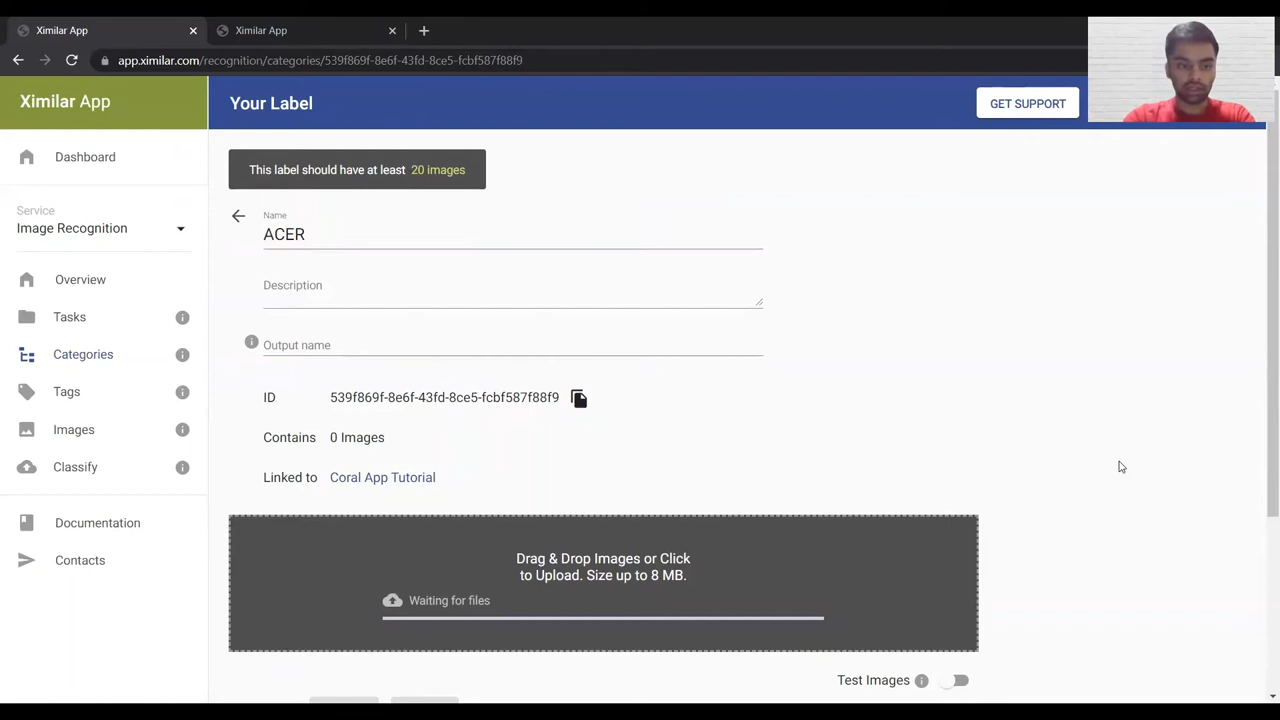 Ximilar App
Ximilar App
app.ximilar.com/recognition/categories/539f869f-8e6f-43fd-8ce5-fcbf587f88f9
Ximilar App
Your Label
GET SUPPORT
Dashboard
This label should have at least 20 images
Service
Image Recognition
Name
ACER
Overview
Description
Tasks
Output name
Categories
Tags
ID 539f869f-8e6f-43fd-8ce5-fcbf587f88f9
Images
Contains 0 Images
Classify
Linked to Coral App Tutorial
Documentation
Contacts
Drag & Drop Images or Click
to Upload. Size up to 8 MB.
Waiting for files
Test Images